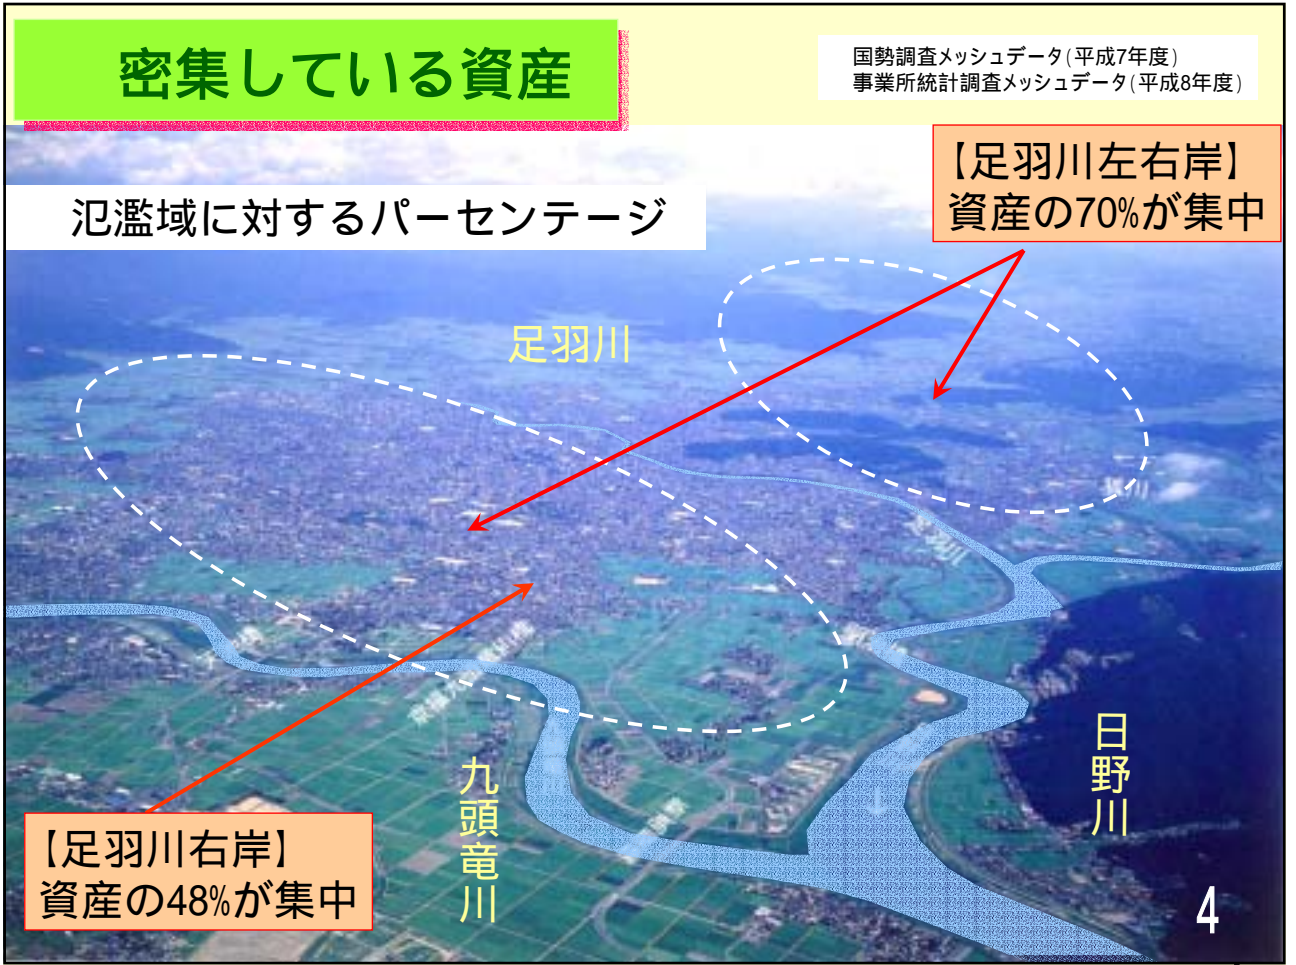 密集している資産
国勢調査メッシュデータ(平成7年度)
事業所統計調査メッシュデータ(平成8年度)
【足羽川左右岸】
資産の70%が集中
氾濫域に対するパーセンテージ
足羽川
日野川
九頭竜川
【足羽川右岸】
資産の48%が集中
4